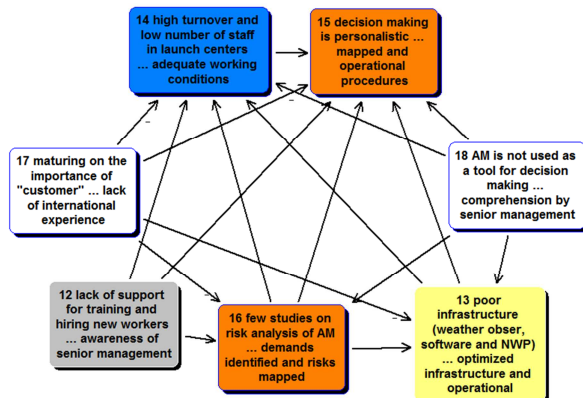 14 high turnover and
low number of staff
in launch centers
... adequate working
conditions
15 decision making
is personalistic ...
mapped and
operational
procedures
17 maturing on the
importance of
"customer" ... lack
of international
experience
18 AM is not used as
a tool for decision
making ...
comprehension by
senior management
12 lack of support
for training and
hiring new workers
... awareness of
senior management
16 few studies on
risk analysis of AM
... demands
identified and risks
mapped
13 poor
infrastructure
(weather obser,
software and NWP)
... optimized
infrastructure and
operational